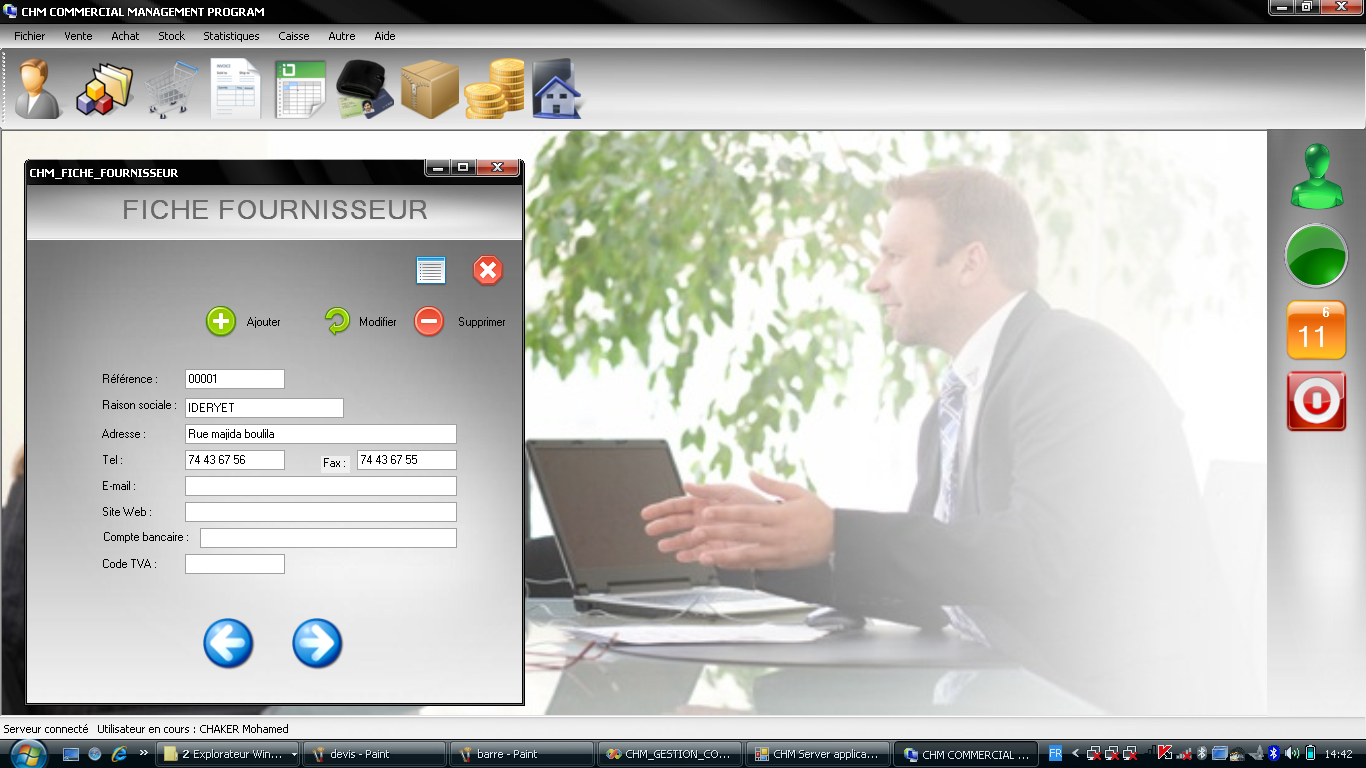 CHM COMMERCIAL MANAGEMENT PROGRAM
Fichier Vente Achat Stock Statistiques Caisse Autre Aide
INVOICE
CHM_FICHE_FOURNISSEUR
FICHE FOURNISSEUR
Ajouter Modifier Supprimer
Référence : 00001
Raison sociale : IDERYET
Adresse : Rue majida boulila
Tel : 74 43 67 56 Fax : 74 43 67 55
E-mail :
Site Web :
Compte bancaire :
Code TVA :
6
11
Serveur connecté Utilisateur en cours : CHAKER Mohamed
2 Explorateur Win... devis - Paint barre - Paint CHM_GESTION_CO... CHM Server applica... CHM COMMERCIAL ... FR 14:42